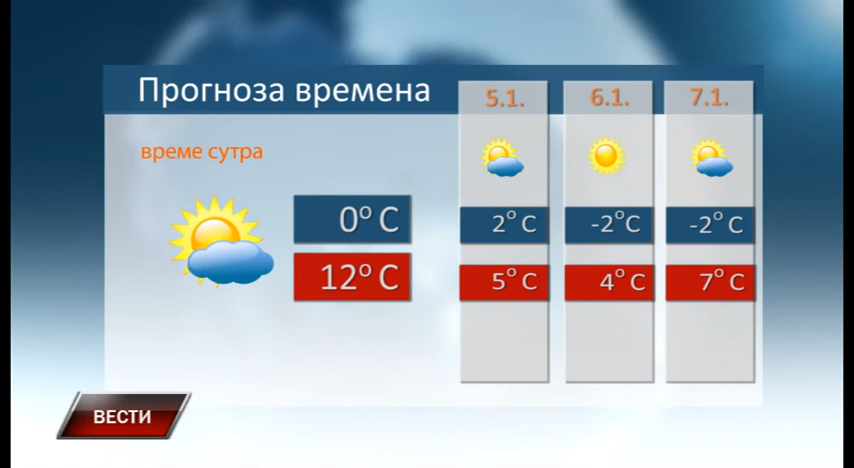 Прогноза времена
време сутра
0° C
12° C
5.1.
6.1.
7.1.
2° C
-2°C
-2° C
5° C
4° C
7° C
ВЕСТИ